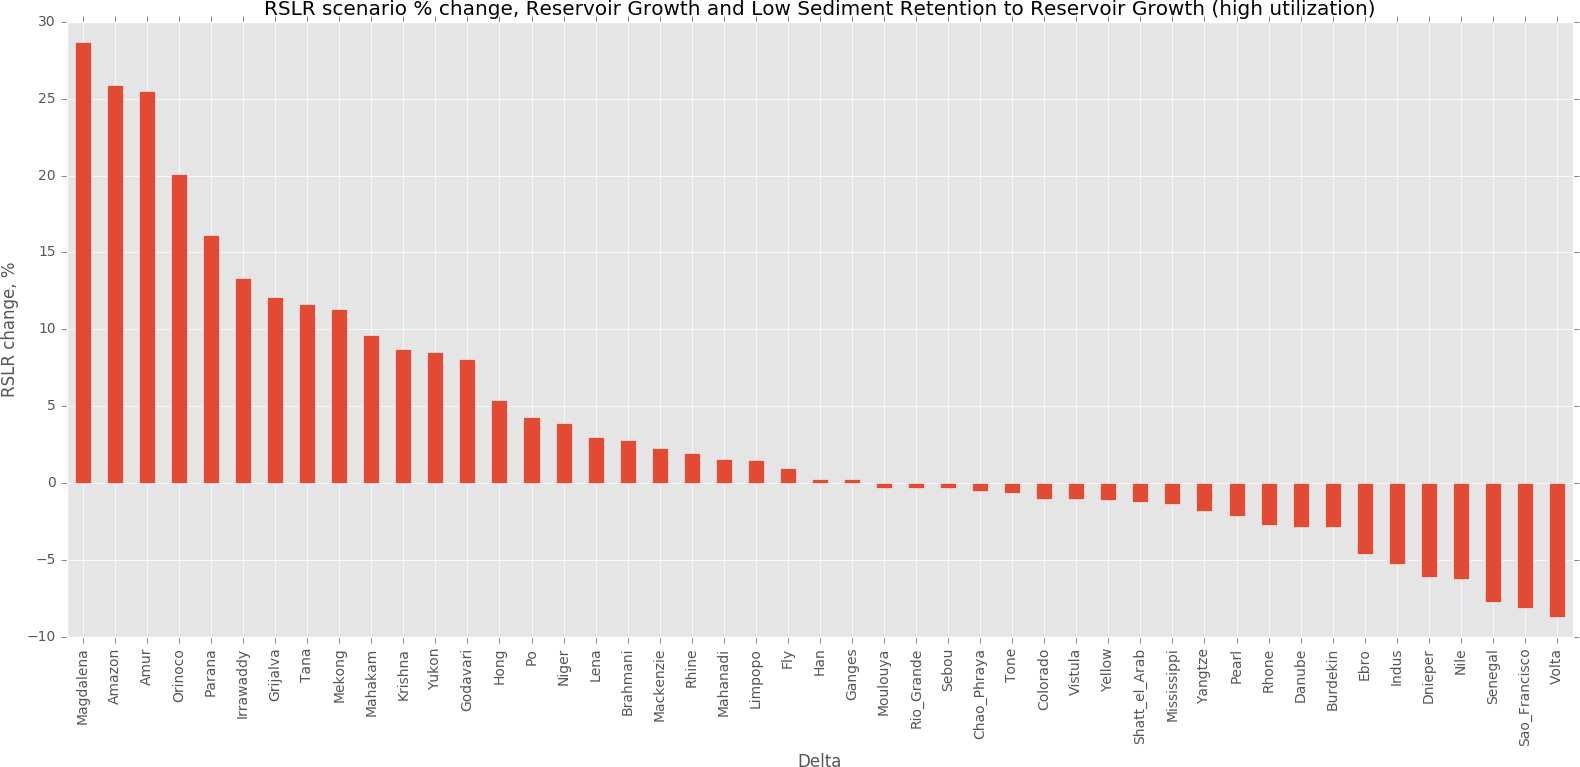 RSLR scenario % change, Reservoir Growth and Low Sediment Retention to Reservoir Growth (high utilization)
RSLR change, %
30
25
20
15
10
5
0
−5
−10
Magdalena
Amazon
Amur
Orinoco
Parana
Irrawaddy
Grijalva
Tana
Mekong
Mahakam
Krishna
Yukon
Godavari
Hong
Po
Niger
Lena
Brahmani
Mackenzie
Rhine
Mahanadi
Limpopo
Fly
Han
Ganges
Moulouya
Rio_Grande
Sebou
Chao_Phraya
Tone
Colorado
Vistula
Yellow
Shatt_el_Arab
Mississippi
Yangtze
Pearl
Rhone
Danube
Burdekin
Ebro
Indus
Dnieper
Nile
Senegal
Sao_Francisco
Volta
Delta